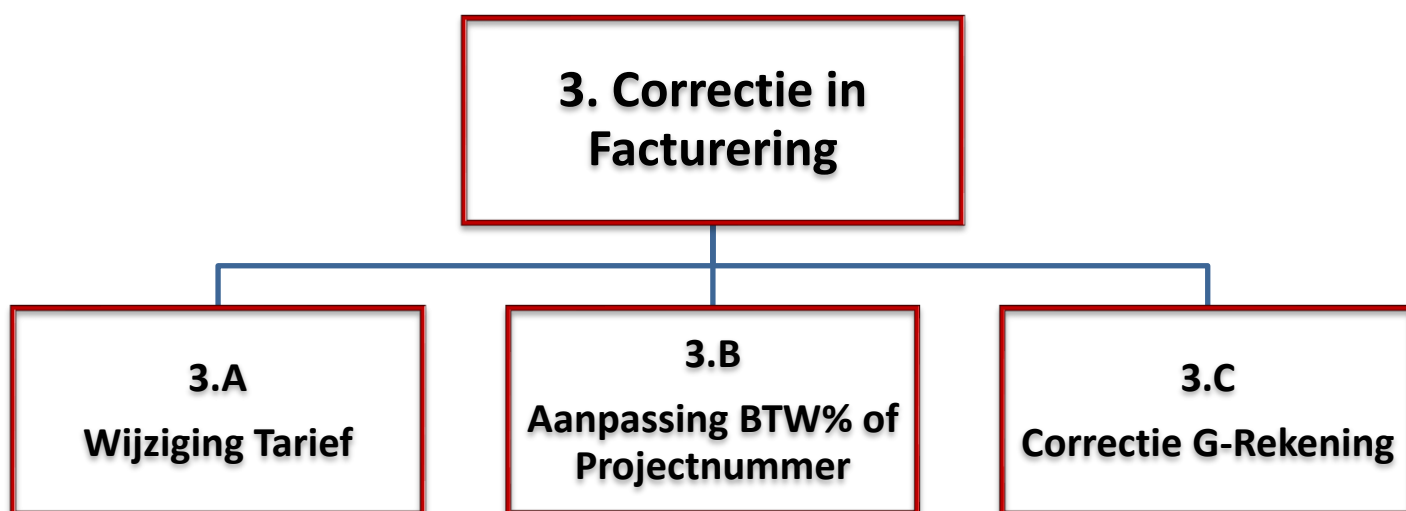 3. Correctie in
Facturering
3.A
Wijziging Tarief
3.B
Aanpassing BTW% of
Projectnummer
3.C
Correctie G-Rekening